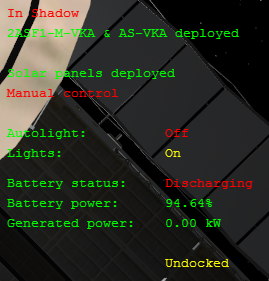 In Shadow
2ASF1-M-VKA & AS-VKA deployed
Solar panels deployed
Manual control
Autolight: Off
Lights: On
Battery status: Discharging
Battery power: 94.64%
Generated power: 0.00 kW
Undocked